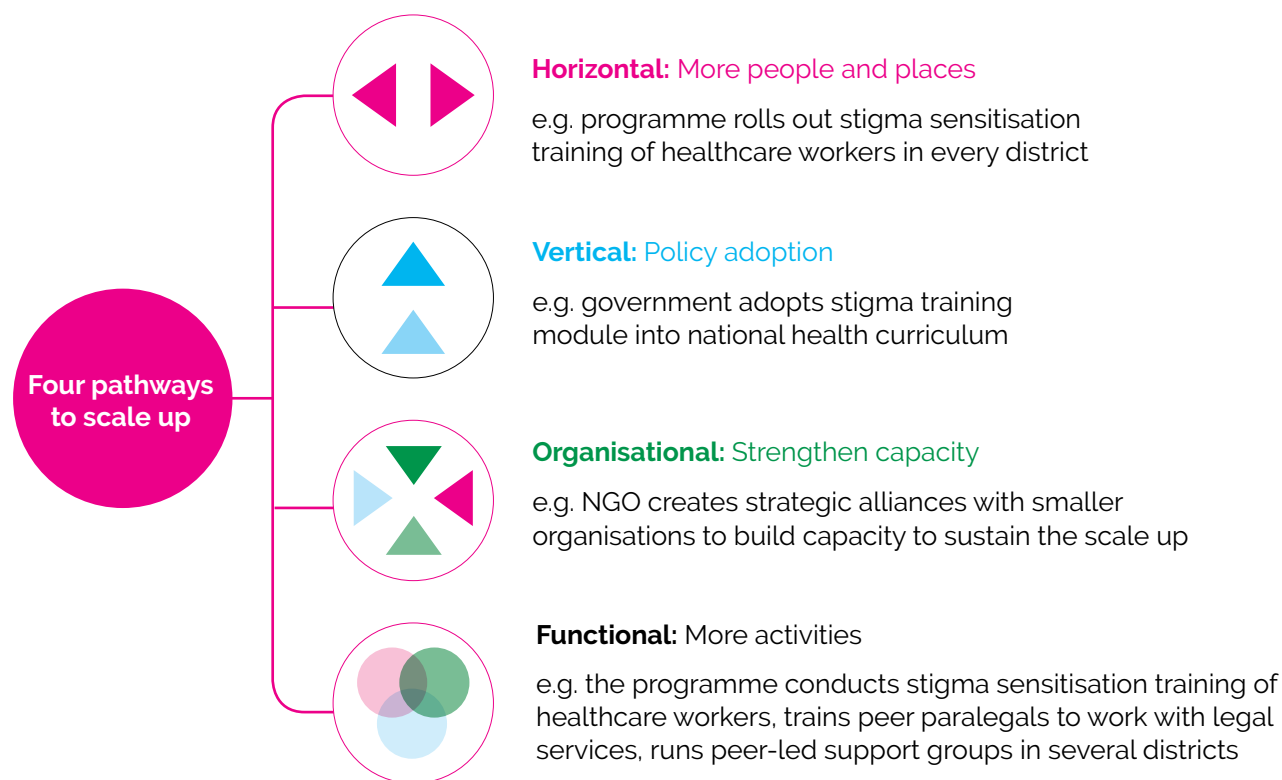 Four pathways
to scale up
Horizontal: More people and places
e.g. programme rolls out stigma sensitisation
training of healthcare workers in every district
Vertical: Policy adoption
e.g. government adopts stigma training
module into national health curriculum
Organisational: Strengthen capacity
e.g. NGO creates strategic alliances with smaller
organisations to build capacity to sustain the scale up
Functional: More activities
e.g. the programme conducts stigma sensitisation training of
healthcare workers, trains peer paralegals to work with legal
services, runs peer-led support groups in several districts